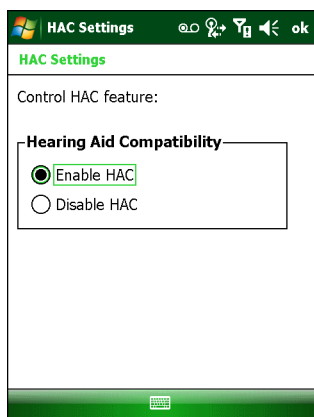 HAC Settings ok
HAC Settings
Control HAC feature:
Hearing Aid Compatibility
Enable HAC
Disable HAC